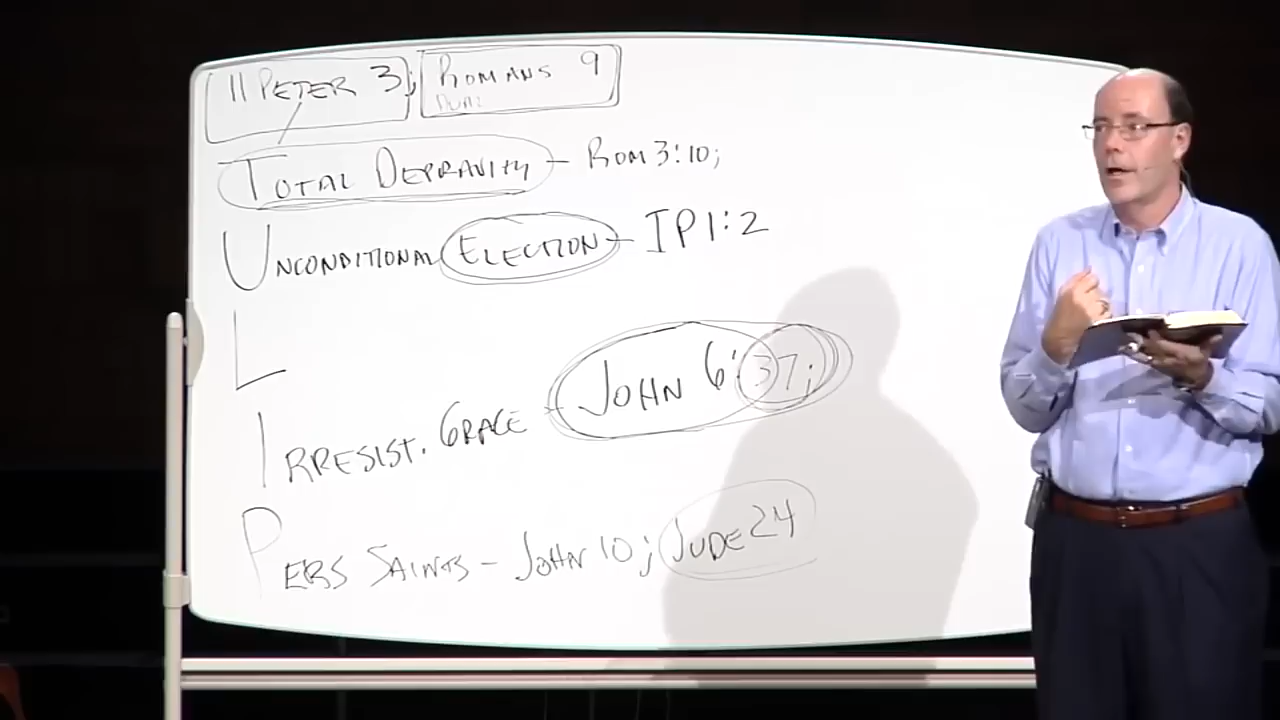 II PETER 3; ROMANS 9
TOTAL DEPRAVITY - ROM 3:10;
UNCONDITIONAL ELECTION - I P 1:2
L
IRRESIST. GRACE - JOHN 6:37;
PERS SAINTS - JOHN 10; JUDE 24